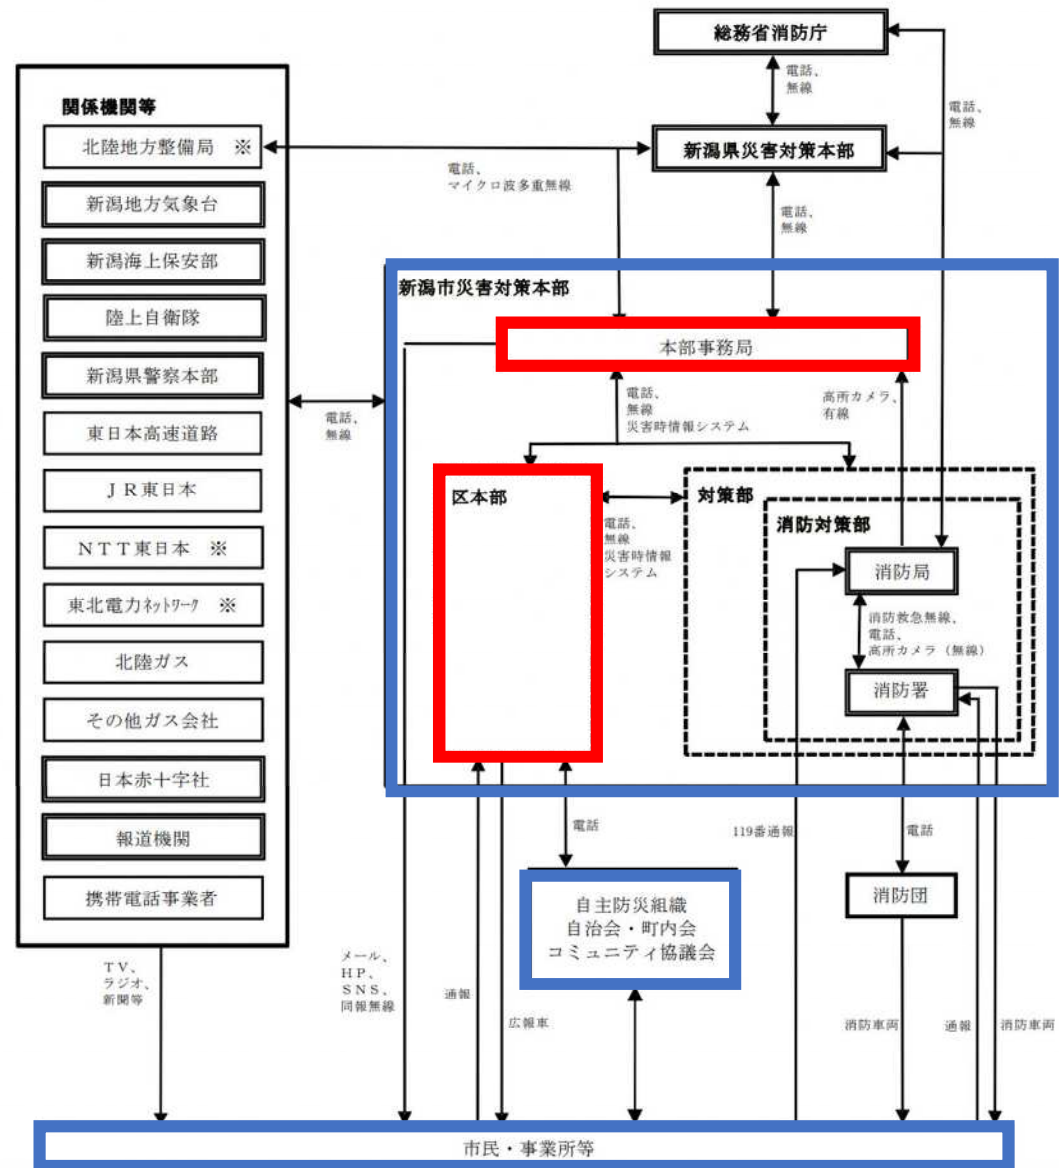 総務省消防庁
電話、
無線
電話、
無線
関係機関等
北陸地方整備局 ※
新潟地方気象台
新潟海上保安部
陸上自衛隊
新潟県警察本部
東日本高速道路
ＪＲ東日本
ＮＴＴ東日本 ※
東北電力ﾈｯﾄﾜｰｸ ※
北陸ガス
その他ガス会社
日本赤十字社
報道機関
携帯電話事業者
新潟県災害対策本部
電話、
マイクロ波多重無線
電話、
無線
電話、
無線
新潟市災害対策本部
本部事務局
電話、
無線
災害時情報システム
高所カメラ、
有線
区本部
電話、
無線
災害時情報
システム
対策部
消防対策部
消防局
消防救急無線、
電話、
高所カメラ（無線）
消防署
電話
119番通報
電話
自主防災組織
自治会・町内会
コミュニティ協議会
消防団
ＴＶ、
ラジオ、
新聞等
メール、
ＨＰ、
ＳＮＳ、
同報無線
通報
広報車
消防車両
通報
消防車両
市民・事業所等